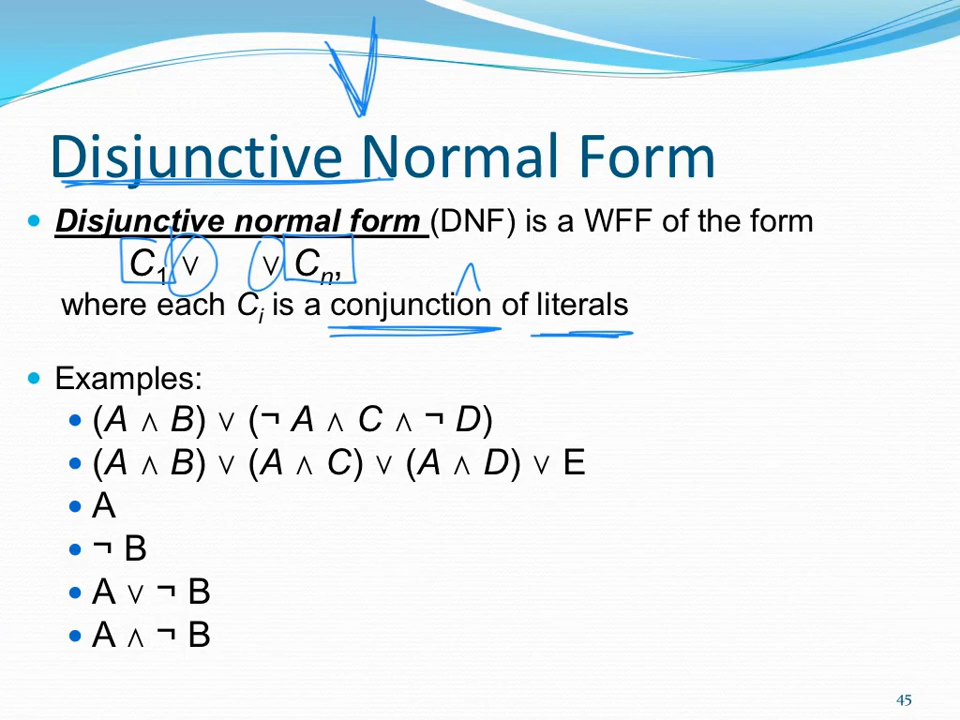 Disjunctive Normal Form
• Disjunctive normal form (DNF) is a WFF of the form
C1 ∨ ∨ Cn,
∧
where each Ci is a conjunction of literals
• Examples:
• (A ∧ B) ∨ (¬ A ∧ C ∧ ¬ D)
• (A ∧ B) ∨ (A ∧ C) ∨ (A ∧ D) ∨ E
• A
• ¬ B
• A ∨ ¬ B
• A ∧ ¬ B
45